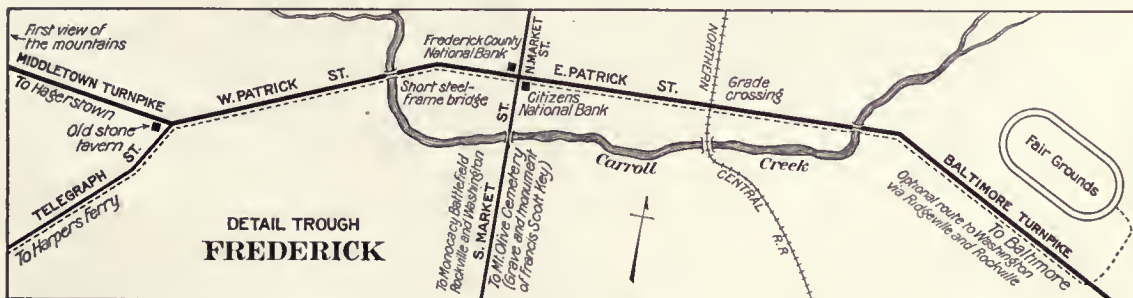 First view of
the mountains
MIDDLETOWN TURNPIKE
To Hagerstown
Old stone
tavern
TELEGRAPH ST.
To Harpers Ferry
W. PATRICK ST.
DETAIL TROUGH
FREDERICK
Frederick County
National Bank
N. MARKET ST.
Short steel-
frame bridge
Citizens
National Bank
E. PATRICK ST.
S. MARKET ST.
To Monocacy Battlefield
Rockville and Washington
To Mt. Olive Cemetery
(Grave and monument
of Francis Scott Key)
Carroll Creek
NORTHERN
CENTRAL
R.R
Grade
crossing
Fair Grounds
BALTIMORE TURNPIKE
To Baltimore
Optional route to Washington
via Ridgeville and Rockville